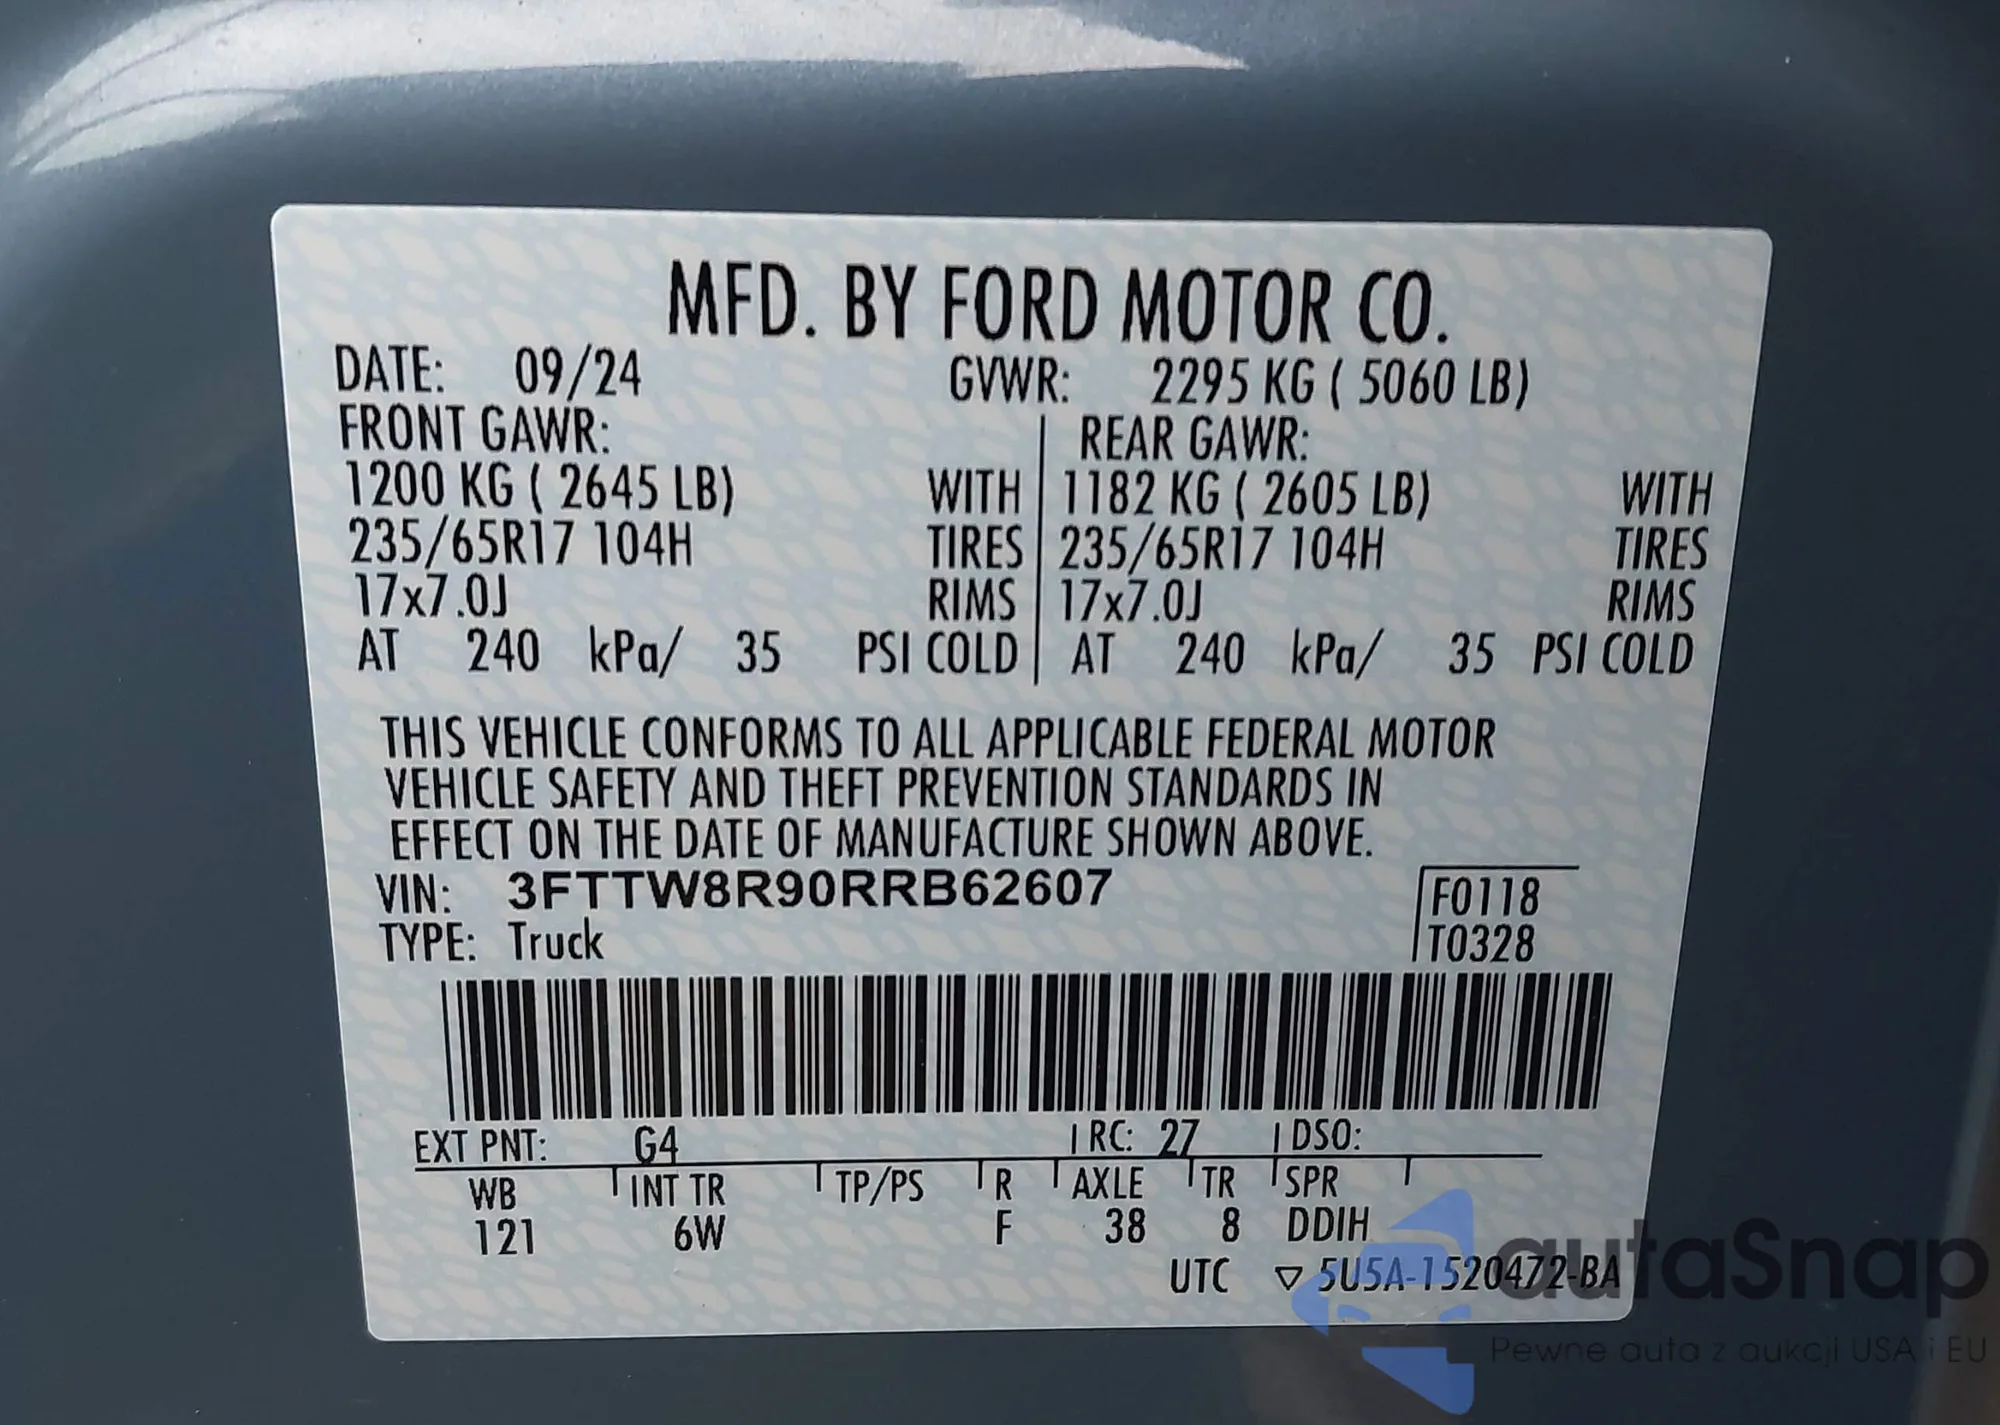 MFD. BY FORD MOTOR CO.
DATE: 09/24 GVWR: 2295 KG ( 5060 LB)
FRONT GAWR: REAR GAWR:
1200 KG ( 2645 LB) WITH 1182 KG ( 2605 LB) WITH
235/65R17 104H TIRES 235/65R17 104H TIRES
17x7.0J RIMS 17x7.0J RIMS
AT 240 kPa/ 35 PSI COLD AT 240 kPa/ 35 PSI COLD
THIS VEHICLE CONFORMS TO ALL APPLICABLE FEDERAL MOTOR
VEHICLE SAFETY AND THEFT PREVENTION STANDARDS IN
EFFECT ON THE DATE OF MANUFACTURE SHOWN ABOVE.
VIN: 3FTTW8R90RRB62607 F0118
TYPE: Truck T0328
EXT PNT: G4 RC: 27 DSO:
WB INT TR TP/PS R AXLE TR SPR
121 6W F 38 8 DDIH
UTC ▽ 5U5A-1520472-BA
autaSnap
Pewne auta z aukcji USA i EU